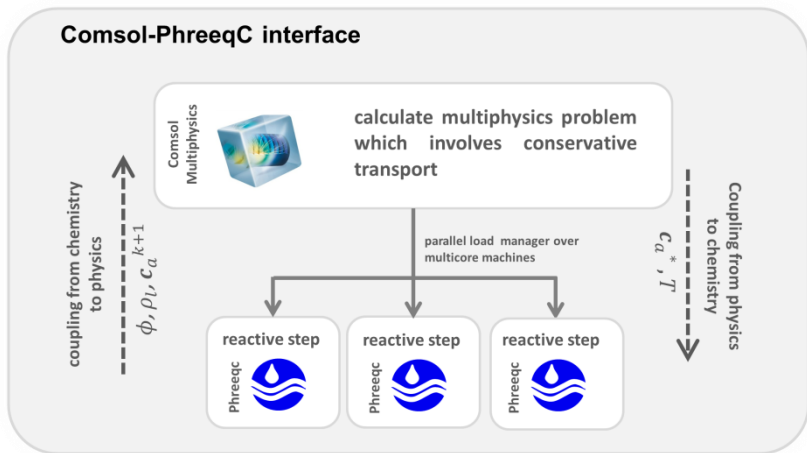 Comsol-PhreeqC interface
Comsol
Multiphysics
calculate multiphysics problem
which involves conservative
transport
coupling from chemistry
to physics
ϕ, ρₗ, cₐᵏ⁺¹
parallel load manager over
multicore machines
Coupling from physics
to chemistry
cₐ*, T
reactive step
Phreeqc
reactive step
Phreeqc
reactive step
Phreeqc